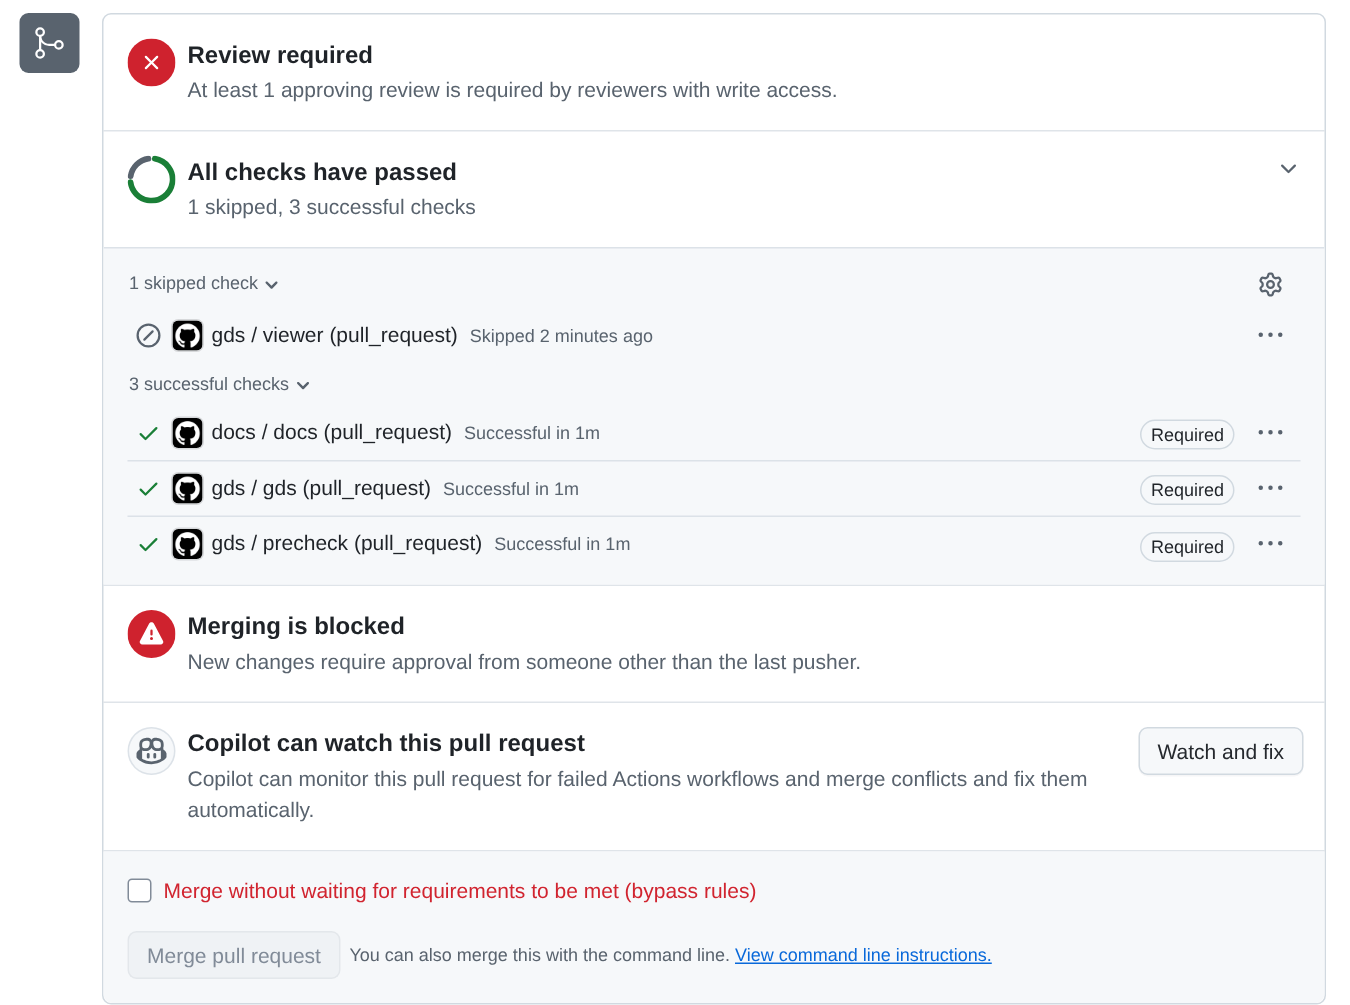 Review required
At least 1 approving review is required by reviewers with write access.
All checks have passed
1 skipped, 3 successful checks
1 skipped check
gds / viewer (pull_request) Skipped 2 minutes ago
3 successful checks
docs / docs (pull_request) Successful in 1m Required
gds / gds (pull_request) Successful in 1m Required
gds / precheck (pull_request) Successful in 1m Required
Merging is blocked
New changes require approval from someone other than the last pusher.
Copilot can watch this pull request
Watch and fix
Copilot can monitor this pull request for failed Actions workflows and merge conflicts and fix them
automatically.
Merge without waiting for requirements to be met (bypass rules)
Merge pull request You can also merge this with the command line. View command line instructions.